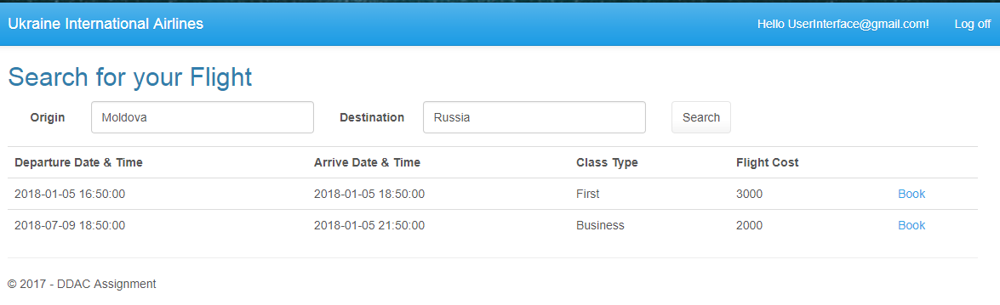 Ukraine International Airlines Hello UserInterface@gmail.com! Log off
Search for your Flight
Origin Moldova Destination Russia Search
Departure Date & Time Arrive Date & Time Class Type Flight Cost
2018-01-05 16:50:00 2018-01-05 18:50:00 First 3000 Book
2018-07-09 18:50:00 2018-01-05 21:50:00 Business 2000 Book
© 2017 - DDAC Assignment